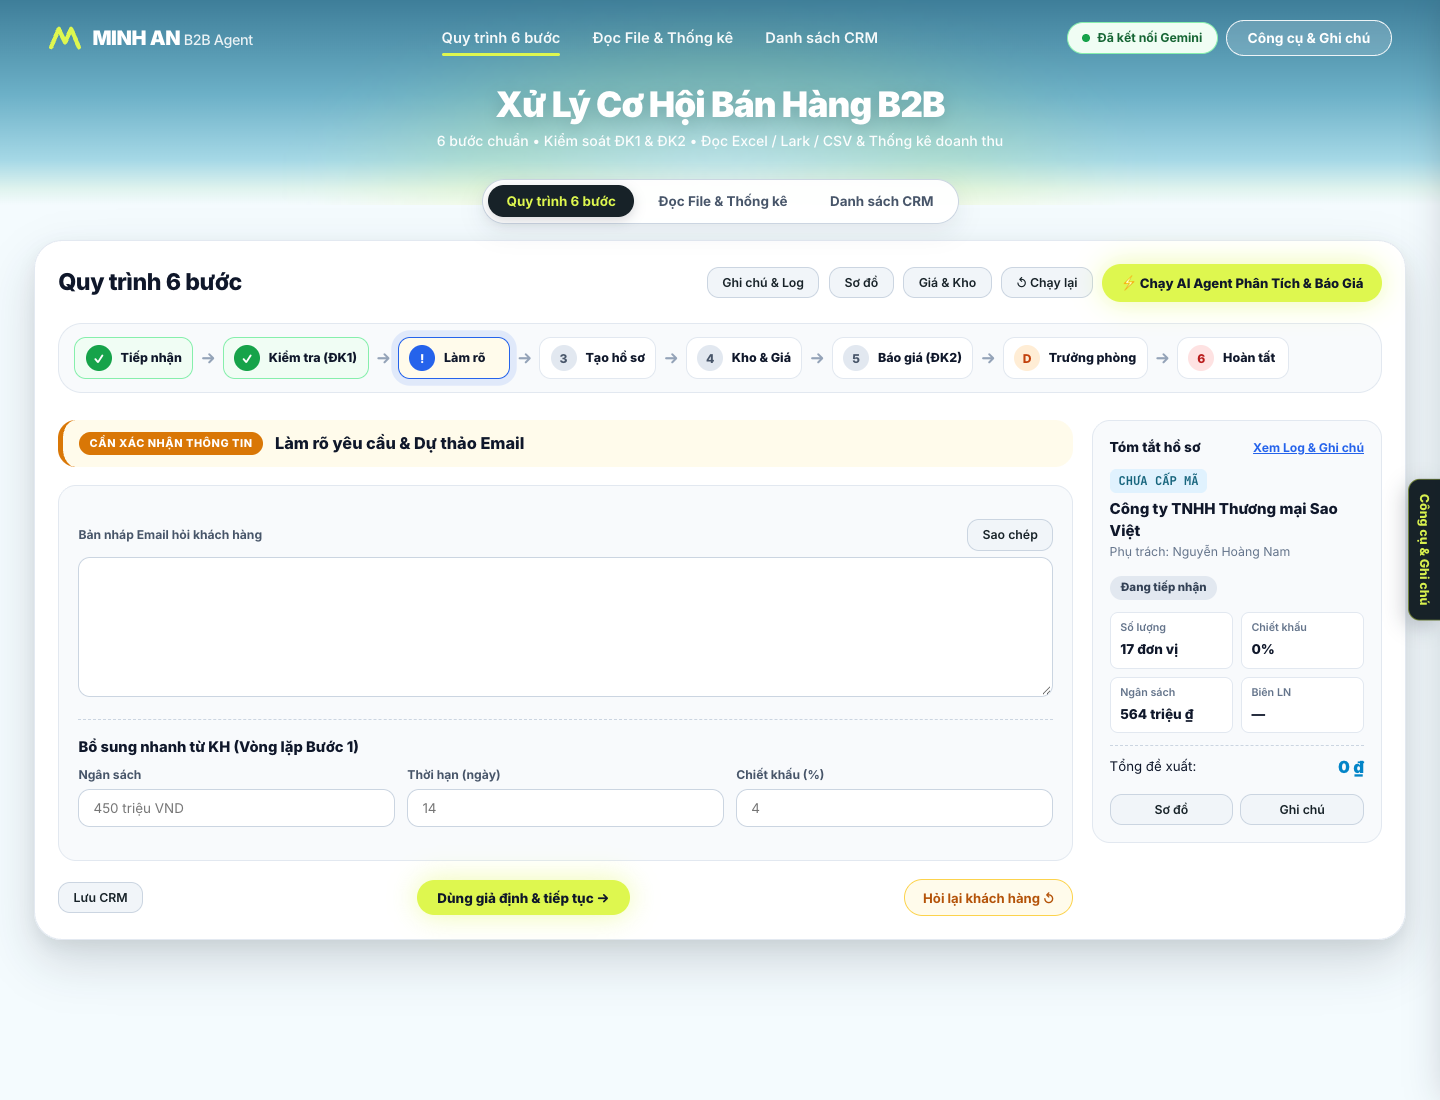 MINH AN B2B Agent
Quy trình 6 bước
Đọc File & Thống kê
Danh sách CRM
Đã kết nối Gemini
Công cụ & Ghi chú
Xử Lý Cơ Hội Bán Hàng B2B
6 bước chuẩn • Kiểm soát ĐK1 & ĐK2 • Đọc Excel / Lark / CSV & Thống kê doanh thu
Quy trình 6 bước
Đọc File & Thống kê
Danh sách CRM
Quy trình 6 bước
Ghi chú & Log
Sơ đồ
Giá & Kho
↺ Chạy lại
⚡ Chạy AI Agent Phân Tích & Báo Giá
✓ Tiếp nhận
→
✓ Kiểm tra (ĐK1)
→
! Làm rõ
→
3 Tạo hồ sơ
→
4 Kho & Giá
→
5 Báo giá (ĐK2)
→
D Trưởng phòng
→
6 Hoàn tất
CẦN XÁC NHẬN THÔNG TIN
Làm rõ yêu cầu & Dự thảo Email
Bản nháp Email hỏi khách hàng
Sao chép
Bổ sung nhanh từ KH (Vòng lặp Bước 1)
Ngân sách
Thời hạn (ngày)
Chiết khấu (%)
450 triệu VND
14
4
Lưu CRM
Dùng giả định & tiếp tục →
Hỏi lại khách hàng ↺
Tóm tắt hồ sơ
Xem Log & Ghi chú
CHƯA CẤP MÃ
Công ty TNHH Thương mại Sao
Việt
Phụ trách: Nguyễn Hoàng Nam
Đang tiếp nhận
Số lượng
17 đơn vị
Chiết khấu
0%
Ngân sách
564 triệu ₫
Biên LN
—
Tổng đề xuất:
0 ₫
Sơ đồ
Ghi chú
Công cụ & Ghi chú